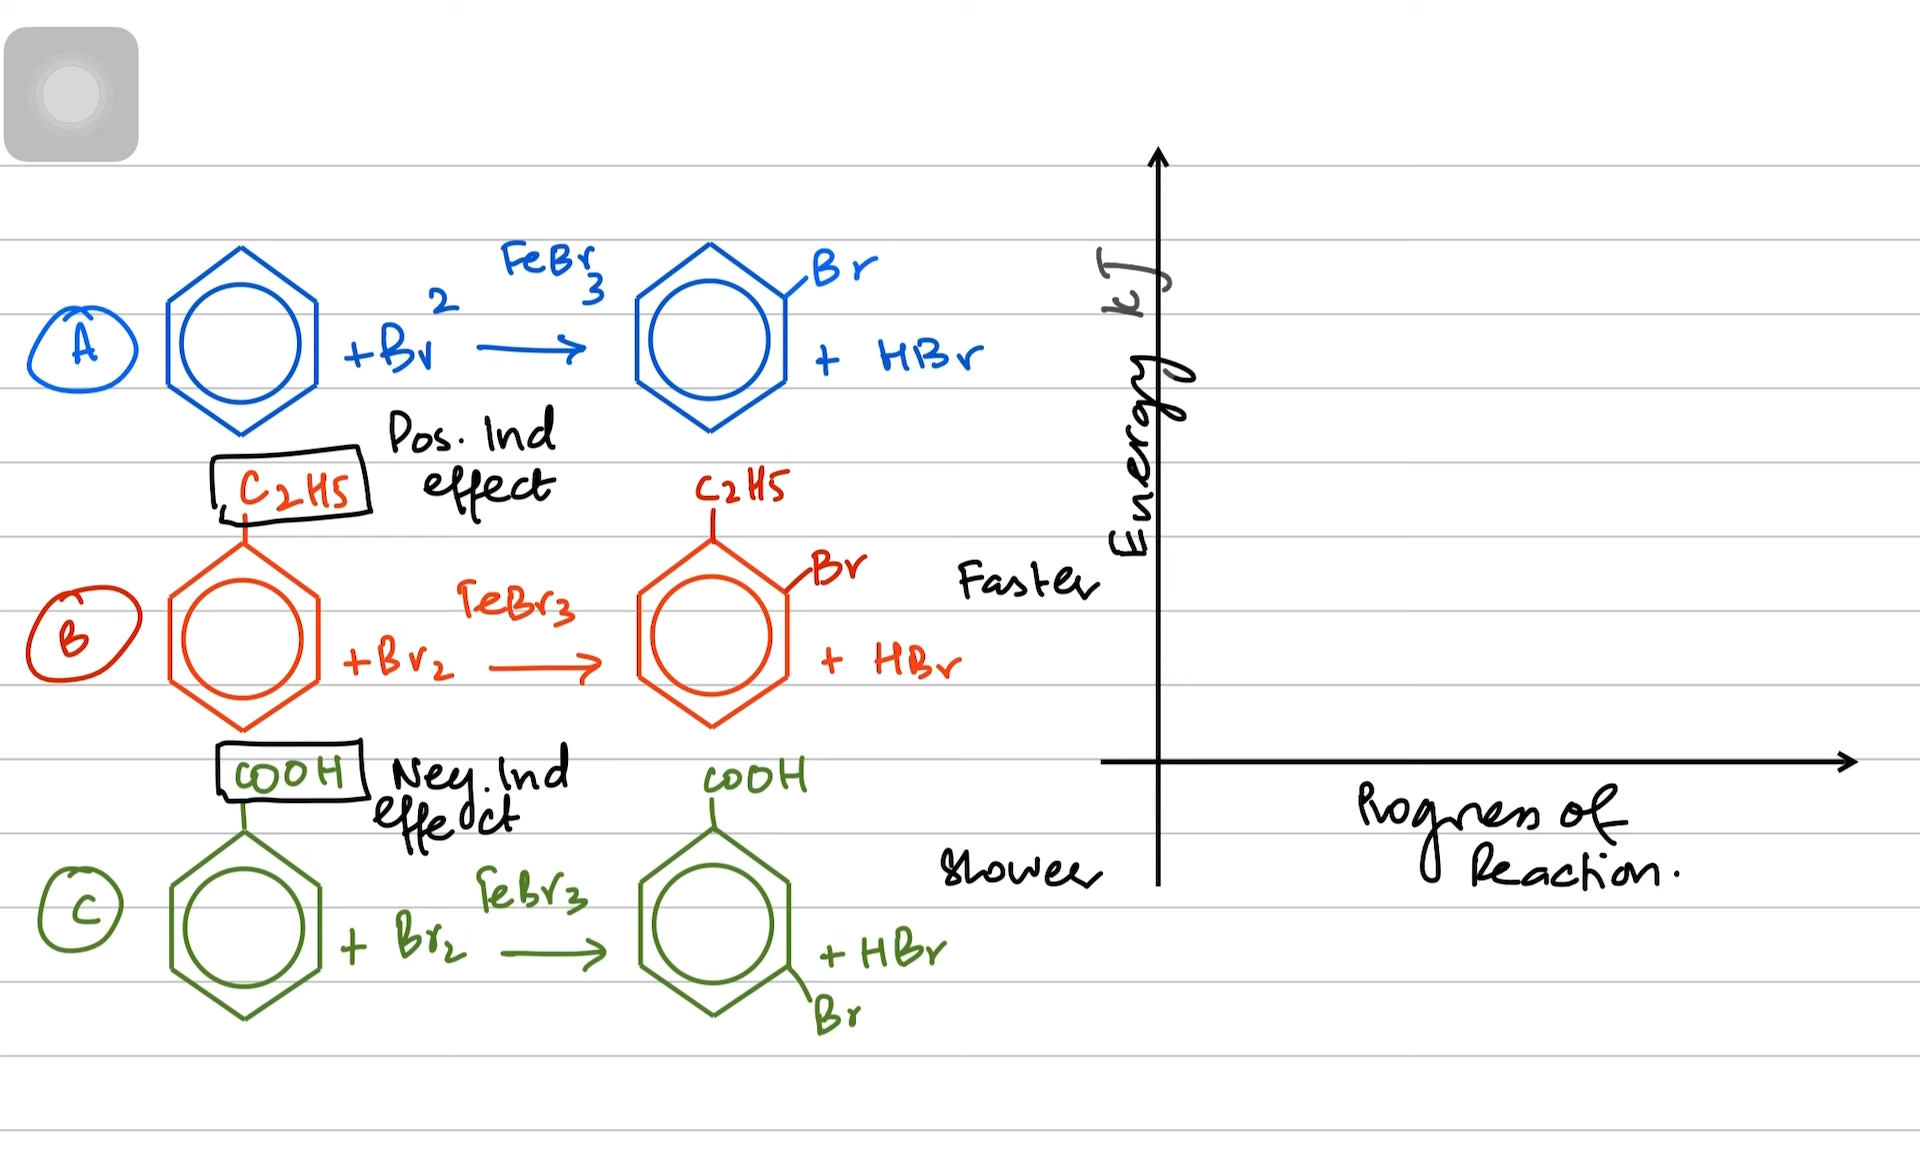 A
+Br2
FeBr3
Br
+ HBr
Pos. Ind
effect
C2H5
B
+Br2
FeBr3
C2H5
Br
+ HBr
Faster
COOH
Neg. Ind
effect
C
+ Br2
FeBr3
COOH
+ HBr
Br
Slower
Energy kJ
Progress of
Reaction.